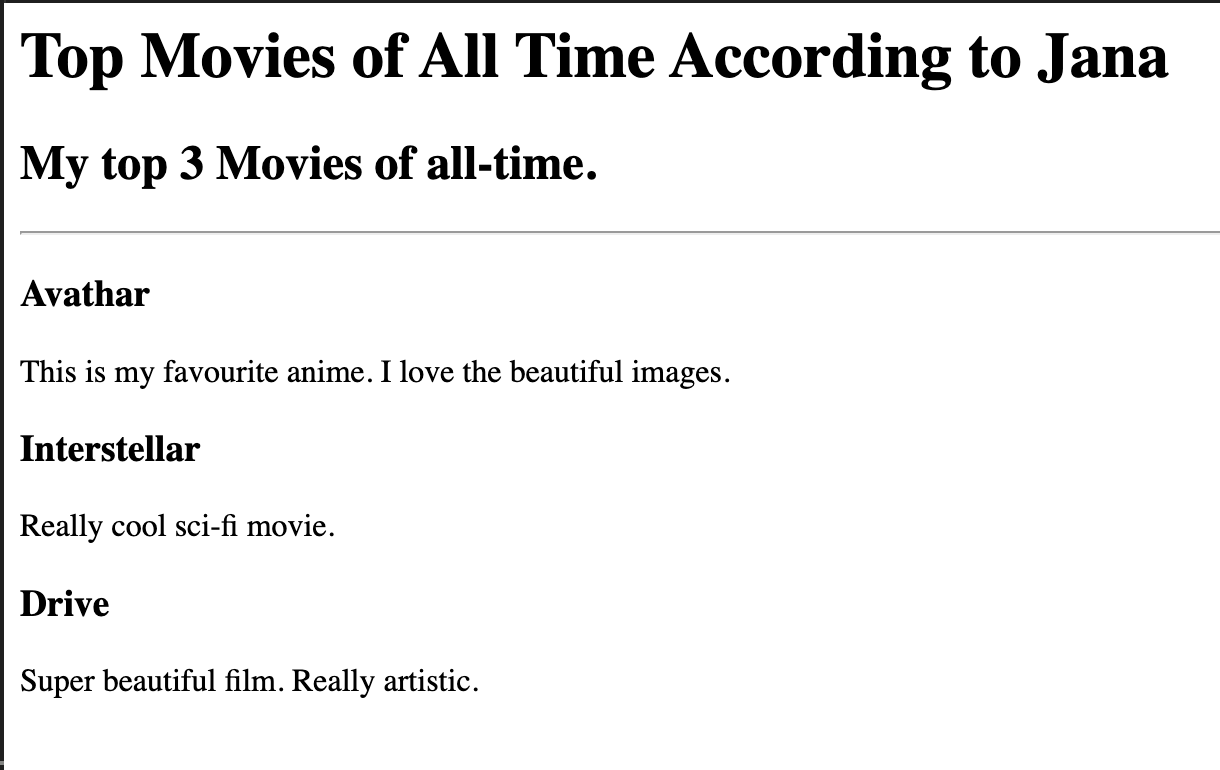 Top Movies of All Time According to Jana
My top 3 Movies of all-time.
Avathar
This is my favourite anime. I love the beautiful images.
Interstellar
Really cool sci-fi movie.
Drive
Super beautiful film. Really artistic.